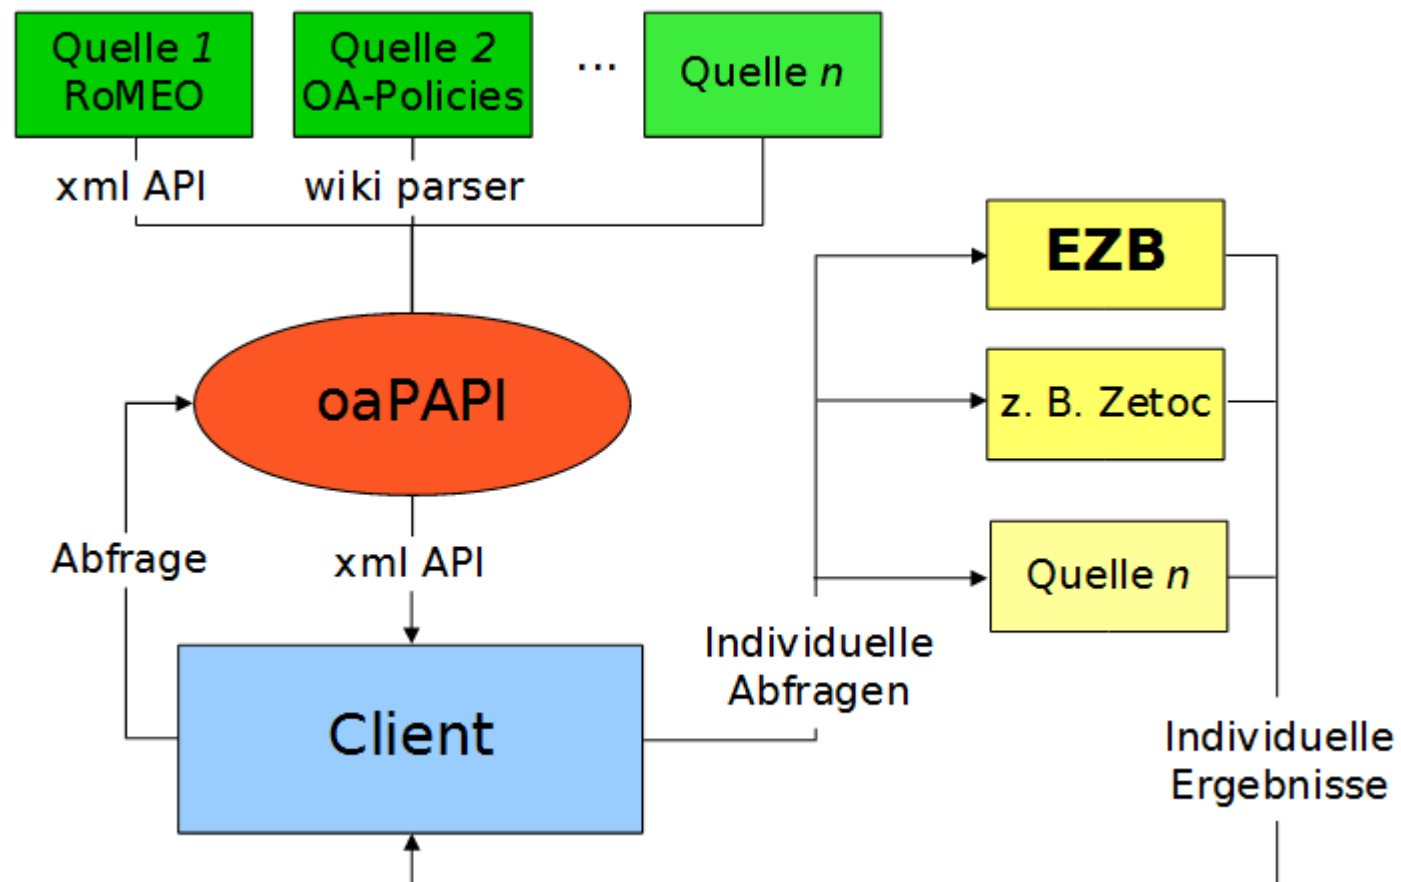 Quelle 1
RoMEO
Quelle 2
OA-Policies
...
Quelle n
xml API
wiki parser
EZB
oaPAPI
z. B. Zetoc
Abfrage
xml API
Quelle n
Individuelle
Abfragen
Client
Individuelle
Ergebnisse